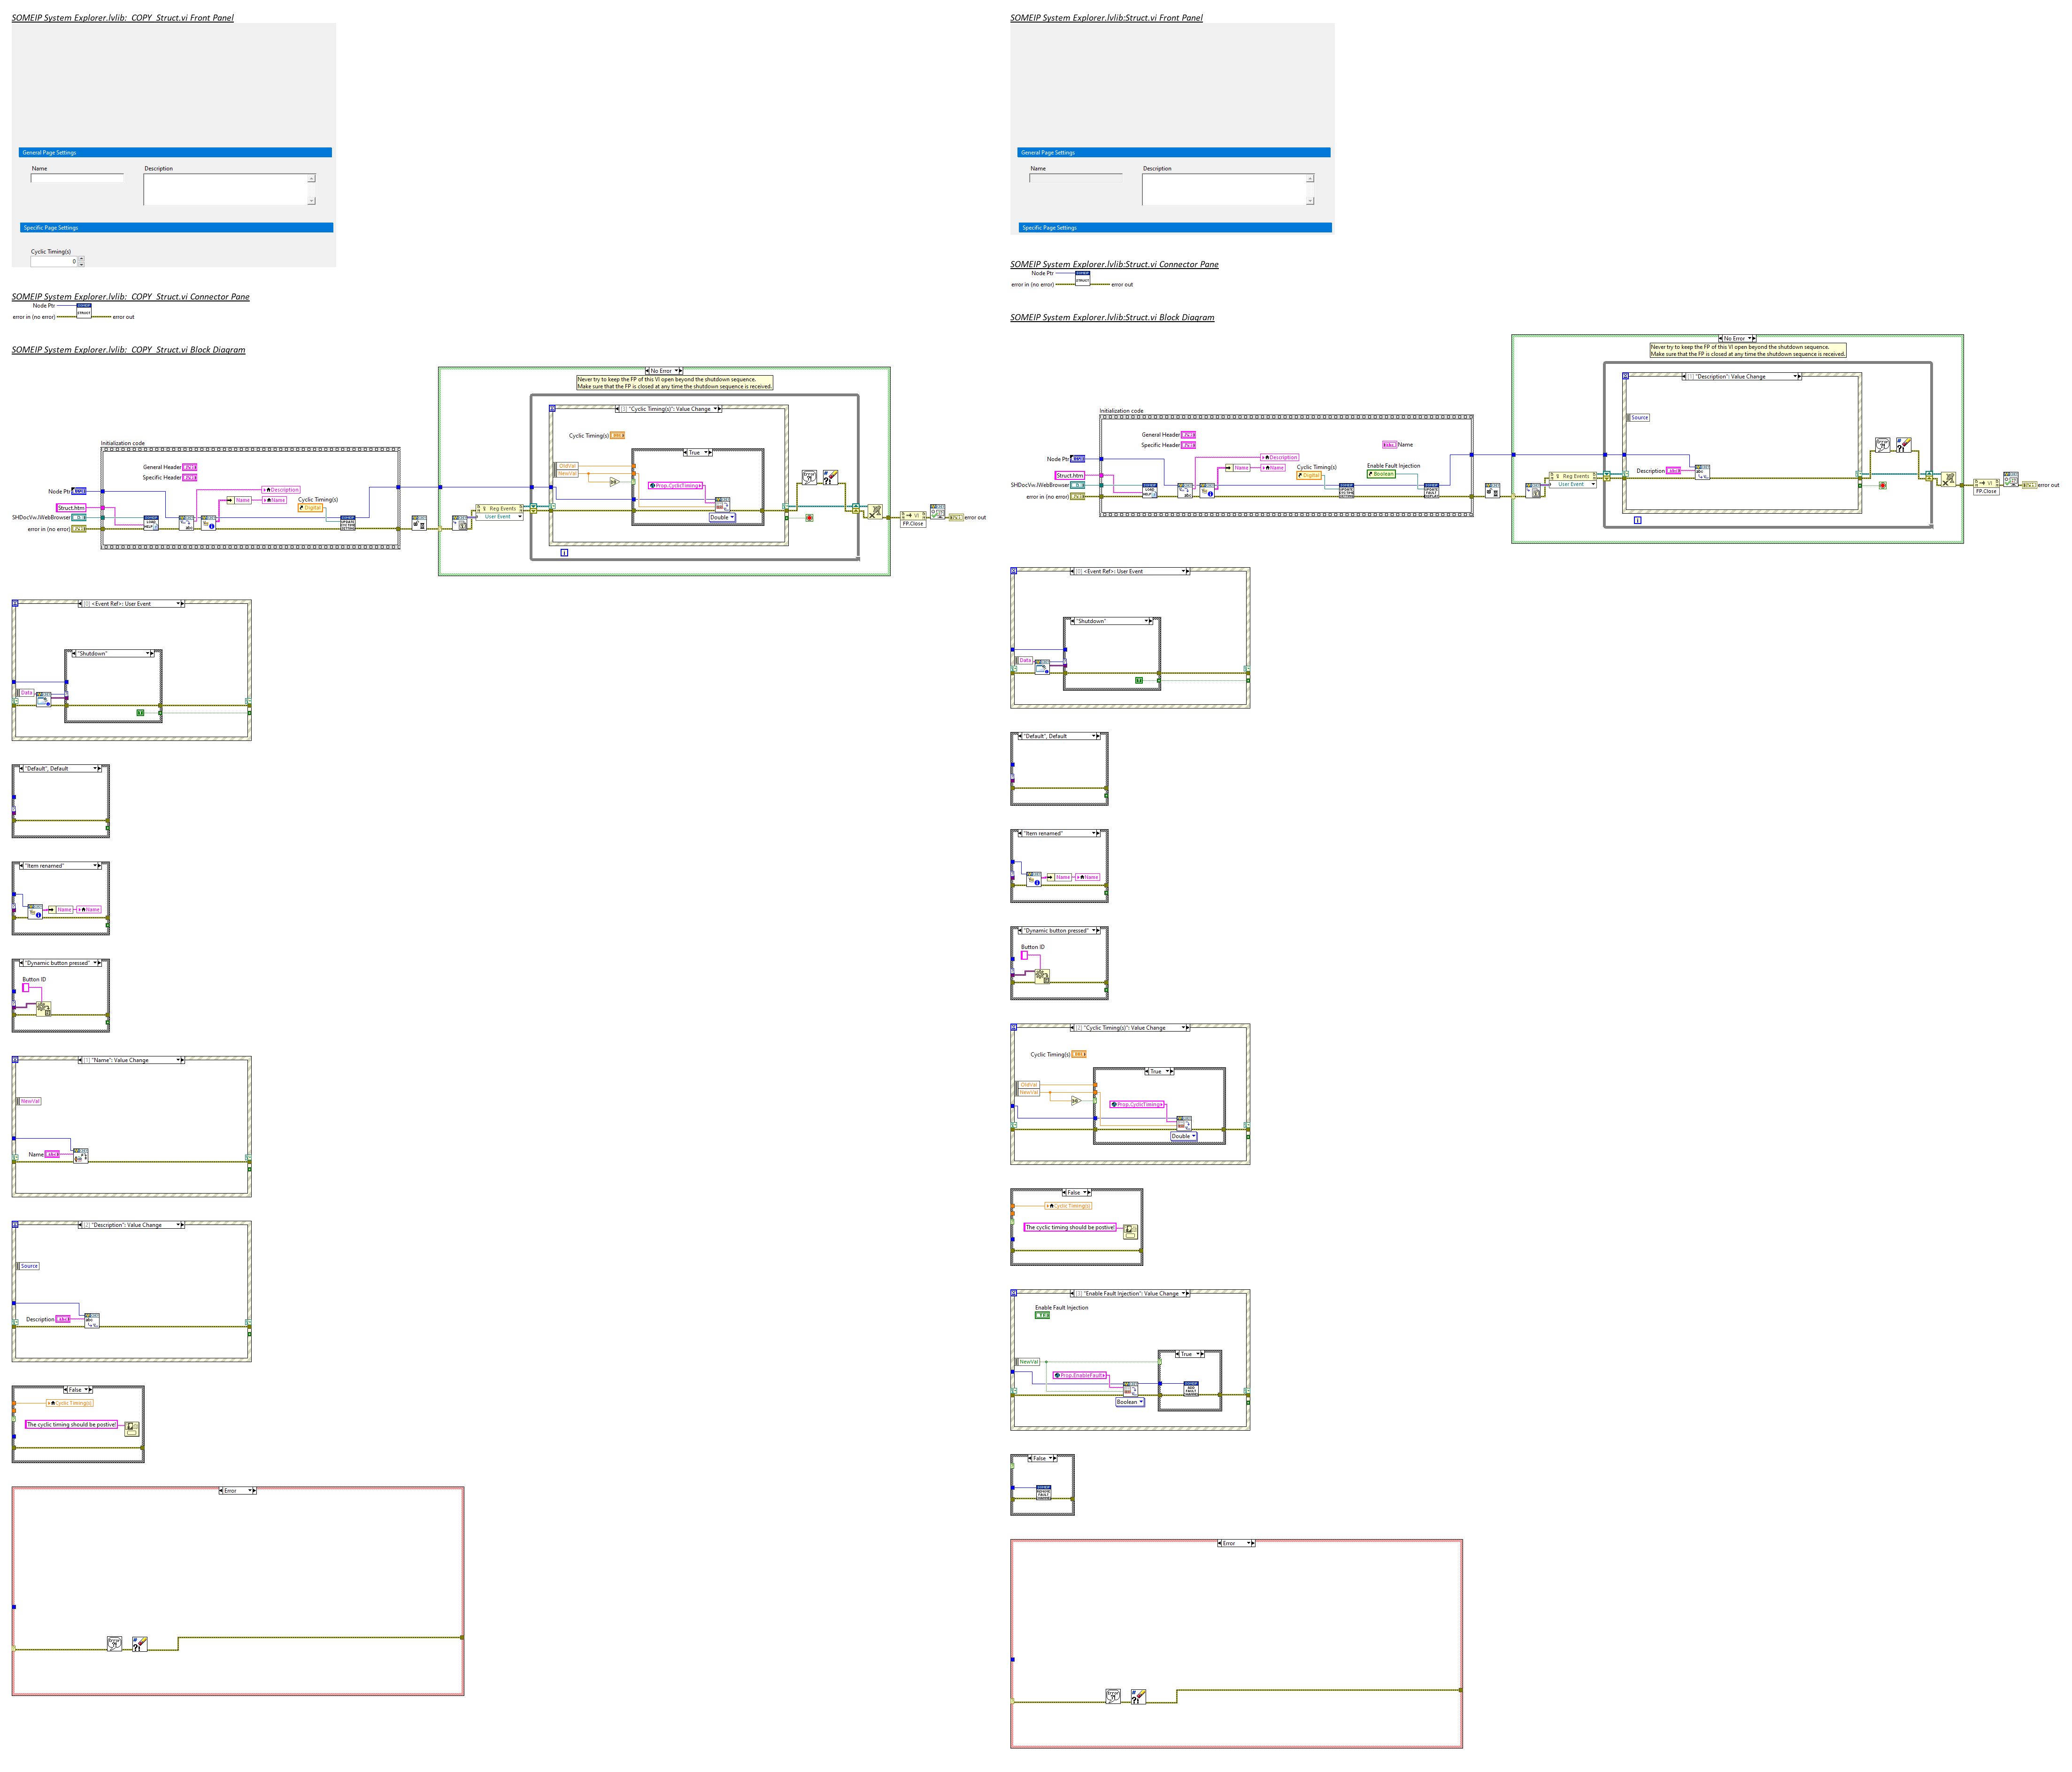 SOMEIP System Explorer.lvlib:_COPY_Struct.vi Front Panel
General Page Settings
Name
Description
Specific Page Settings
Cyclic Timing(s)
0
SOMEIP System Explorer.lvlib:_COPY_Struct.vi Connector Pane
Node Ptr
error in (no error)
error out
SOMEIP
STRUCT
SOMEIP System Explorer.lvlib:_COPY_Struct.vi Block Diagram
No Error
Never try to keep the FP of this VI open beyond the shutdown sequence.
Make sure that the FP is closed at any time the shutdown sequence is received.
[3] "Cyclic Timing(s)": Value Change
Cyclic Timing(s)
True
OldVal
NewVal
Prop.CyclicTiming
Double
Initialization code
General Header
Specific Header
Node Ptr
Struct.htm
SHDocVw.IWebBrowser
error in (no error)
Description
Name
Name
Cyclic Timing(s)
Digital
Reg Events
User Event
VI
FP.Close
error out
[0] <Event Ref>: User Event
"Shutdown"
Data
"Default", Default
"Item renamed"
Name
Name
"Dynamic button pressed"
Button ID
[1] "Name": Value Change
NewVal
Name
[2] "Description": Value Change
Source
Description
False
Cyclic Timing(s)
The cyclic timing should be postive!
Error
SOMEIP System Explorer.lvlib:Struct.vi Front Panel
General Page Settings
Name
Description
Specific Page Settings
SOMEIP System Explorer.lvlib:Struct.vi Connector Pane
Node Ptr
error in (no error)
error out
SOMEIP
STRUCT
SOMEIP System Explorer.lvlib:Struct.vi Block Diagram
No Error
Never try to keep the FP of this VI open beyond the shutdown sequence.
Make sure that the FP is closed at any time the shutdown sequence is received.
[1] "Description": Value Change
Source
Description
Initialization code
General Header
Specific Header
Name
Node Ptr
Struct.htm
SHDocVw.IWebBrowser
error in (no error)
Description
Name
Name
Cyclic Timing(s)
Digital
Enable Fault Injection
Boolean
Reg Events
User Event
VI
FP.Close
error out
[0] <Event Ref>: User Event
"Shutdown"
Data
"Default", Default
"Item renamed"
Name
Name
"Dynamic button pressed"
Button ID
[2] "Cyclic Timing(s)": Value Change
Cyclic Timing(s)
True
OldVal
NewVal
Prop.CyclicTiming
Double
False
Cyclic Timing(s)
The cyclic timing should be postive!
[3] "Enable Fault Injection": Value Change
Enable Fault Injection
True
NewVal
Prop.EnableFault
Boolean
False
Error